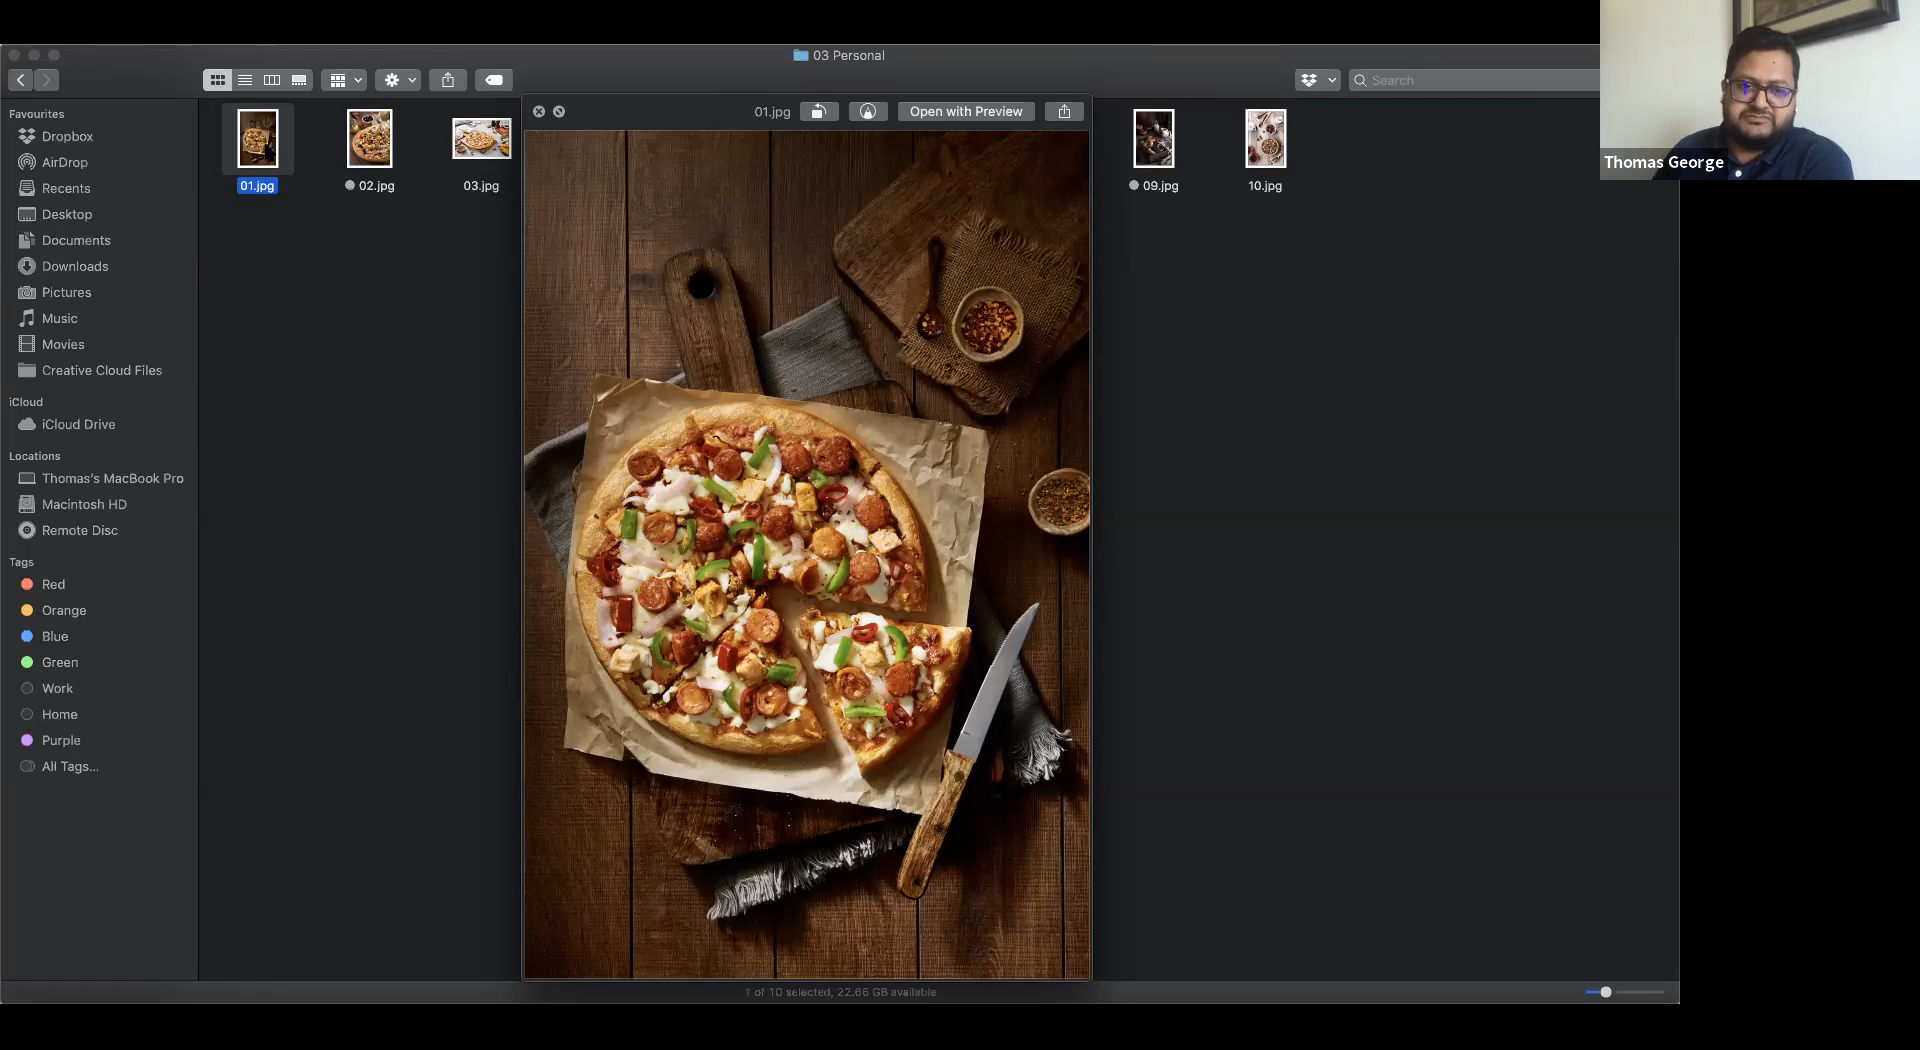 03 Personal
Search
Favourites
Dropbox
AirDrop
Recents
Desktop
Documents
Downloads
Pictures
Music
Movies
Creative Cloud Files
iCloud
iCloud Drive
Locations
Thomas's MacBook Pro
Macintosh HD
Remote Disc
Tags
Red
Orange
Blue
Green
Work
Home
Purple
All Tags...
01.jpg
02.jpg
03.jpg
01.jpg
Open with Preview
09.jpg
10.jpg
Thomas George
1 of 10 selected, 22.66 GB available